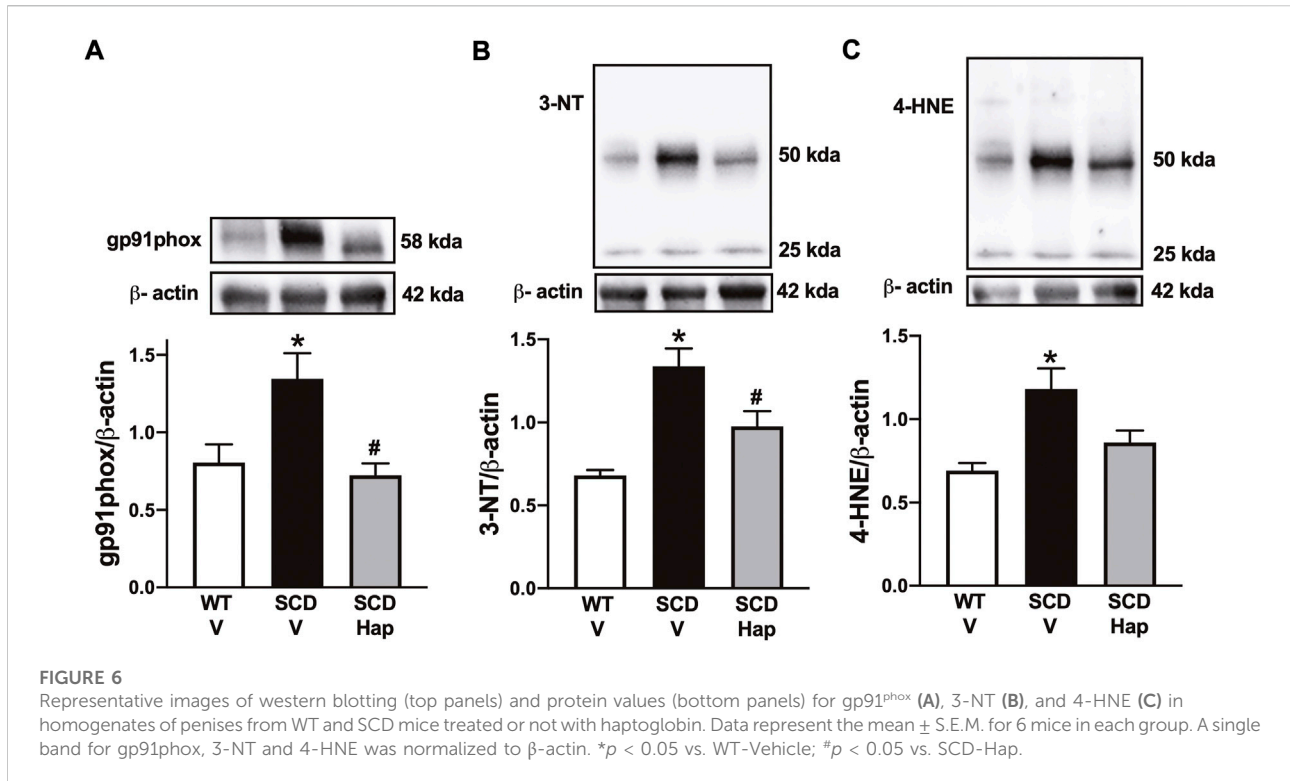 A
B
C
3-NT
50 kda
25 kda
4-HNE
50 kda
25 kda
gp91phox
58 kda
β- actin
42 kda
β- actin
42 kda
β- actin
42 kda
gp91phox/β-actin
1.5
1.0
0.5
0.0
*
#
WT
V
SCD
V
SCD
Hap
3-NT/β-actin
1.5
1.0
0.5
0.0
*
#
WT
V
SCD
V
SCD
Hap
4-HNE/β-actin
1.5
1.0
0.5
0.0
*
WT
V
SCD
V
SCD
Hap
FIGURE 6
Representative images of western blotting (top panels) and protein values (bottom panels) for gp91phox (A), 3-NT (B), and 4-HNE (C) in
homogenates of penises from WT and SCD mice treated or not with haptoglobin. Data represent the mean ± S.E.M. for 6 mice in each group. A single
band for gp91phox, 3-NT and 4-HNE was normalized to β-actin. *p < 0.05 vs. WT-Vehicle; #p < 0.05 vs. SCD-Hap.